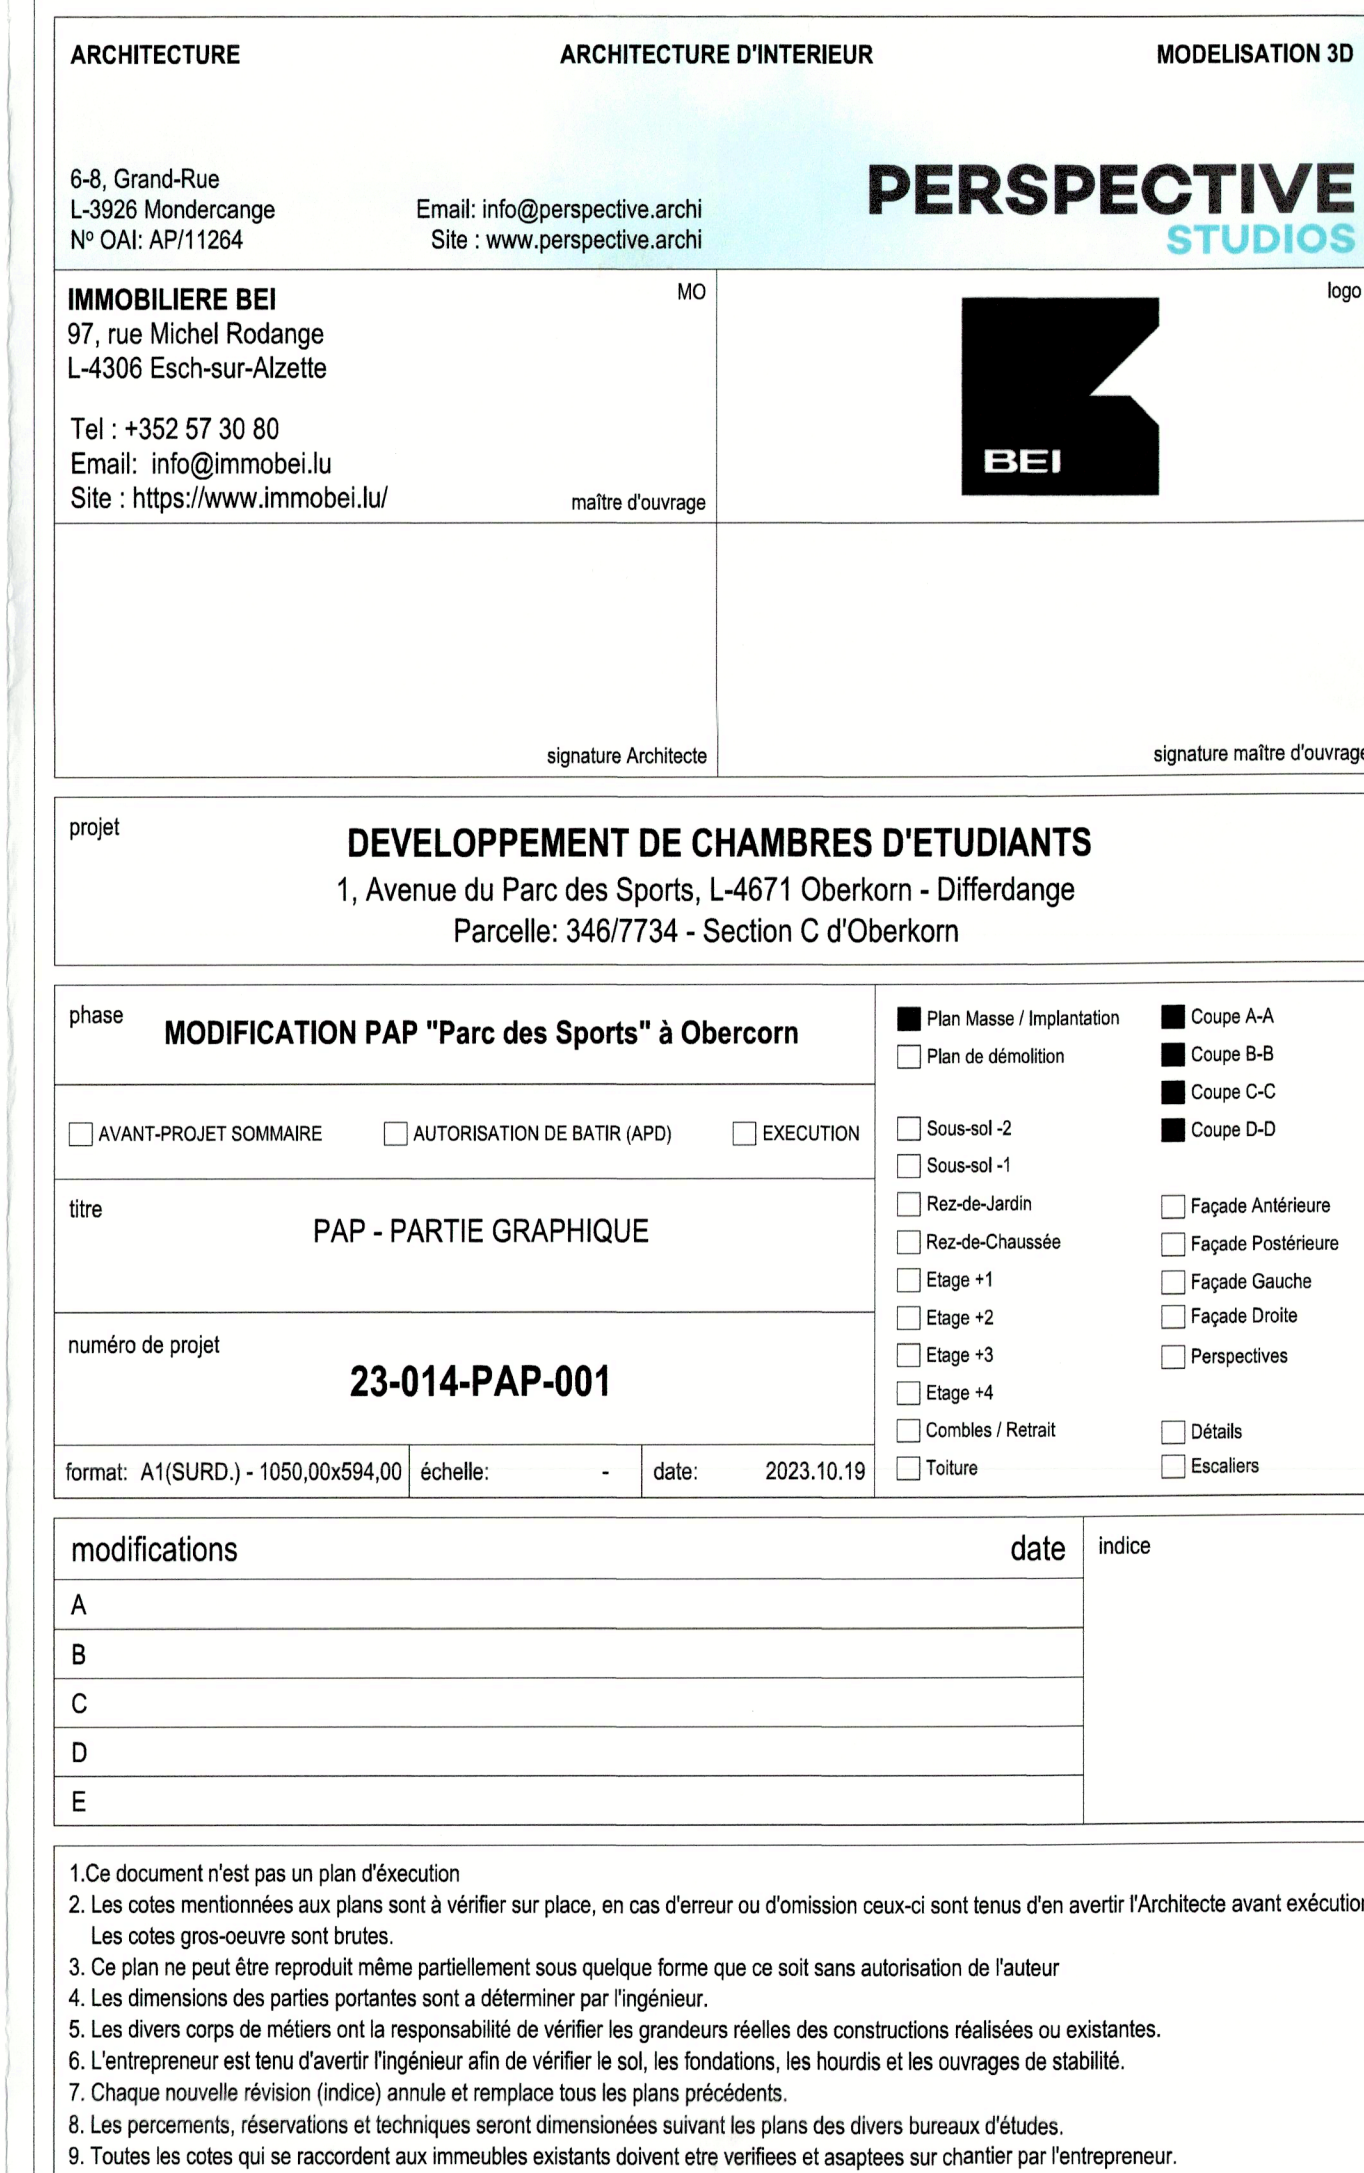 ARCHITECTURE ARCHITECTURE D'INTERIEUR MODELISATION 3D
6-8, Grand-Rue
L-3926 Mondercange
Nº OAI: AP/11264
Email: info@perspective.archi
Site : www.perspective.archi
PERSPECTIVE
STUDIOS
IMMOBILIERE BEI
97, rue Michel Rodange
L-4306 Esch-sur-Alzette
Tel : +352 57 30 80
Email: info@immobei.lu
Site : https://www.immobei.lu/
MO
maître d'ouvrage
logo
BEI
signature Architecte
signature maître d'ouvrage
projet
DEVELOPPEMENT DE CHAMBRES D'ETUDIANTS
1, Avenue du Parc des Sports, L-4671 Oberkorn - Differdange
Parcelle: 346/7734 - Section C d'Oberkorn
phase
MODIFICATION PAP "Parc des Sports" à Obercorn
AVANT-PROJET SOMMAIRE AUTORISATION DE BATIR (APD) EXECUTION
titre
PAP - PARTIE GRAPHIQUE
numéro de projet
23-014-PAP-001
format: A1(SURD.) - 1050,00x594,00 échelle: - date: 2023.10.19
Plan Masse / Implantation
Plan de démolition
Sous-sol -2
Sous-sol -1
Rez-de-Jardin
Rez-de-Chaussée
Etage +1
Etage +2
Etage +3
Etage +4
Combles / Retrait
Toiture
Coupe A-A
Coupe B-B
Coupe C-C
Coupe D-D
Façade Antérieure
Façade Postérieure
Façade Gauche
Façade Droite
Perspectives
Détails
Escaliers
modifications date indice
A
B
C
D
E
1.Ce document n'est pas un plan d'éxecution
2. Les cotes mentionnées aux plans sont à vérifier sur place, en cas d'erreur ou d'omission ceux-ci sont tenus d'en avertir l'Architecte avant exécution
Les cotes gros-oeuvre sont brutes.
3. Ce plan ne peut être reproduit même partiellement sous quelque forme que ce soit sans autorisation de l'auteur
4. Les dimensions des parties portantes sont a déterminer par l'ingénieur.
5. Les divers corps de métiers ont la responsabilité de vérifier les grandeurs réelles des constructions réalisées ou existantes.
6. L'entrepreneur est tenu d'avertir l'ingénieur afin de vérifier le sol, les fondations, les hourdis et les ouvrages de stabilité.
7. Chaque nouvelle révision (indice) annule et remplace tous les plans précédents.
8. Les percements, réservations et techniques seront dimensionées suivant les plans des divers bureaux d'études.
9. Toutes les cotes qui se raccordent aux immeubles existants doivent etre verifiees et asaptees sur chantier par l'entrepreneur.